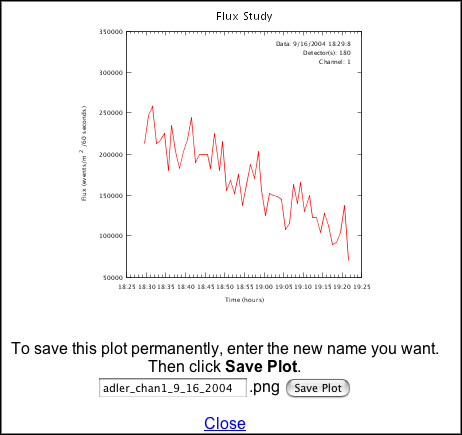 Flux Study
350000
300000
250000
200000
150000
100000
50000
Flux (events/m 2 /60 seconds)
Data: 9/16/2004 18:29:8
Detector(s): 180
Channel: 1
18:25 18:30 18:35 18:40 18:45 18:50 18:55 19:00 19:05 19:10 19:15 19:20 19:25
Time (hours)
To save this plot permanently, enter the new name you want.
Then click Save Plot.
adler_chan1_9_16_2004 .png Save Plot
Close